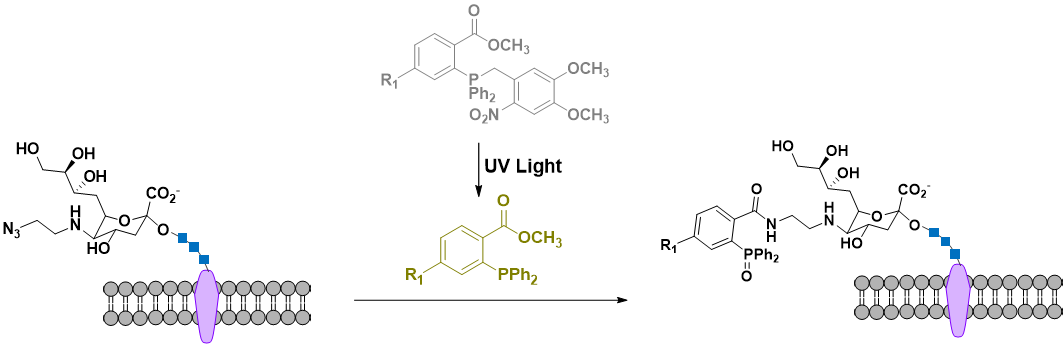 O
OCH₃
R₁
P
Ph₂
O₂N
OCH₃
OCH₃
UV Light
O
OCH₃
R₁
PPh₂
HO
OH
OH
CO₂⁻
N₃
H
N
O
O
HO
HO
OH
OH
CO₂⁻
O
N
H
H
N
O
O
HO
R₁
PPh₂
O